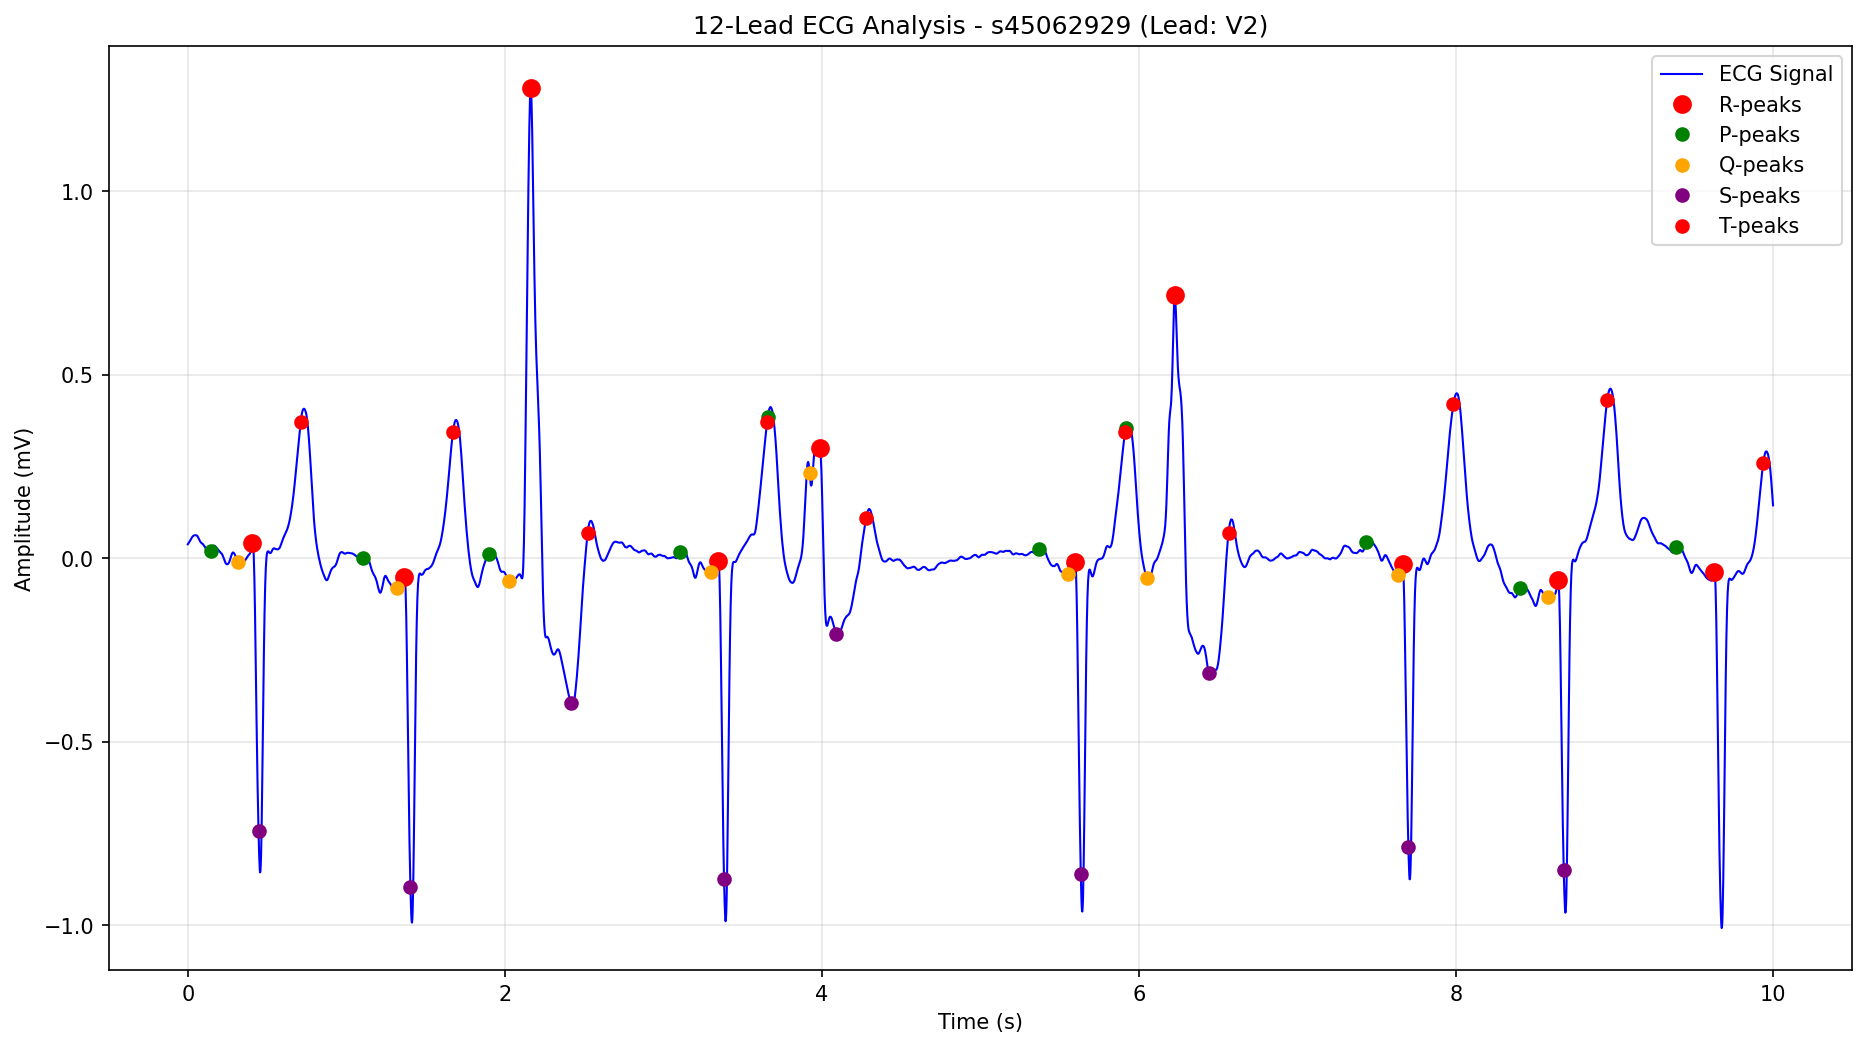 12-Lead ECG Analysis - s45062929 (Lead: V2)
ECG Signal
R-peaks
P-peaks
Q-peaks
S-peaks
T-peaks
Amplitude (mV)
1.0
0.5
0.0
−0.5
−1.0
0 2 4 6 8 10
Time (s)